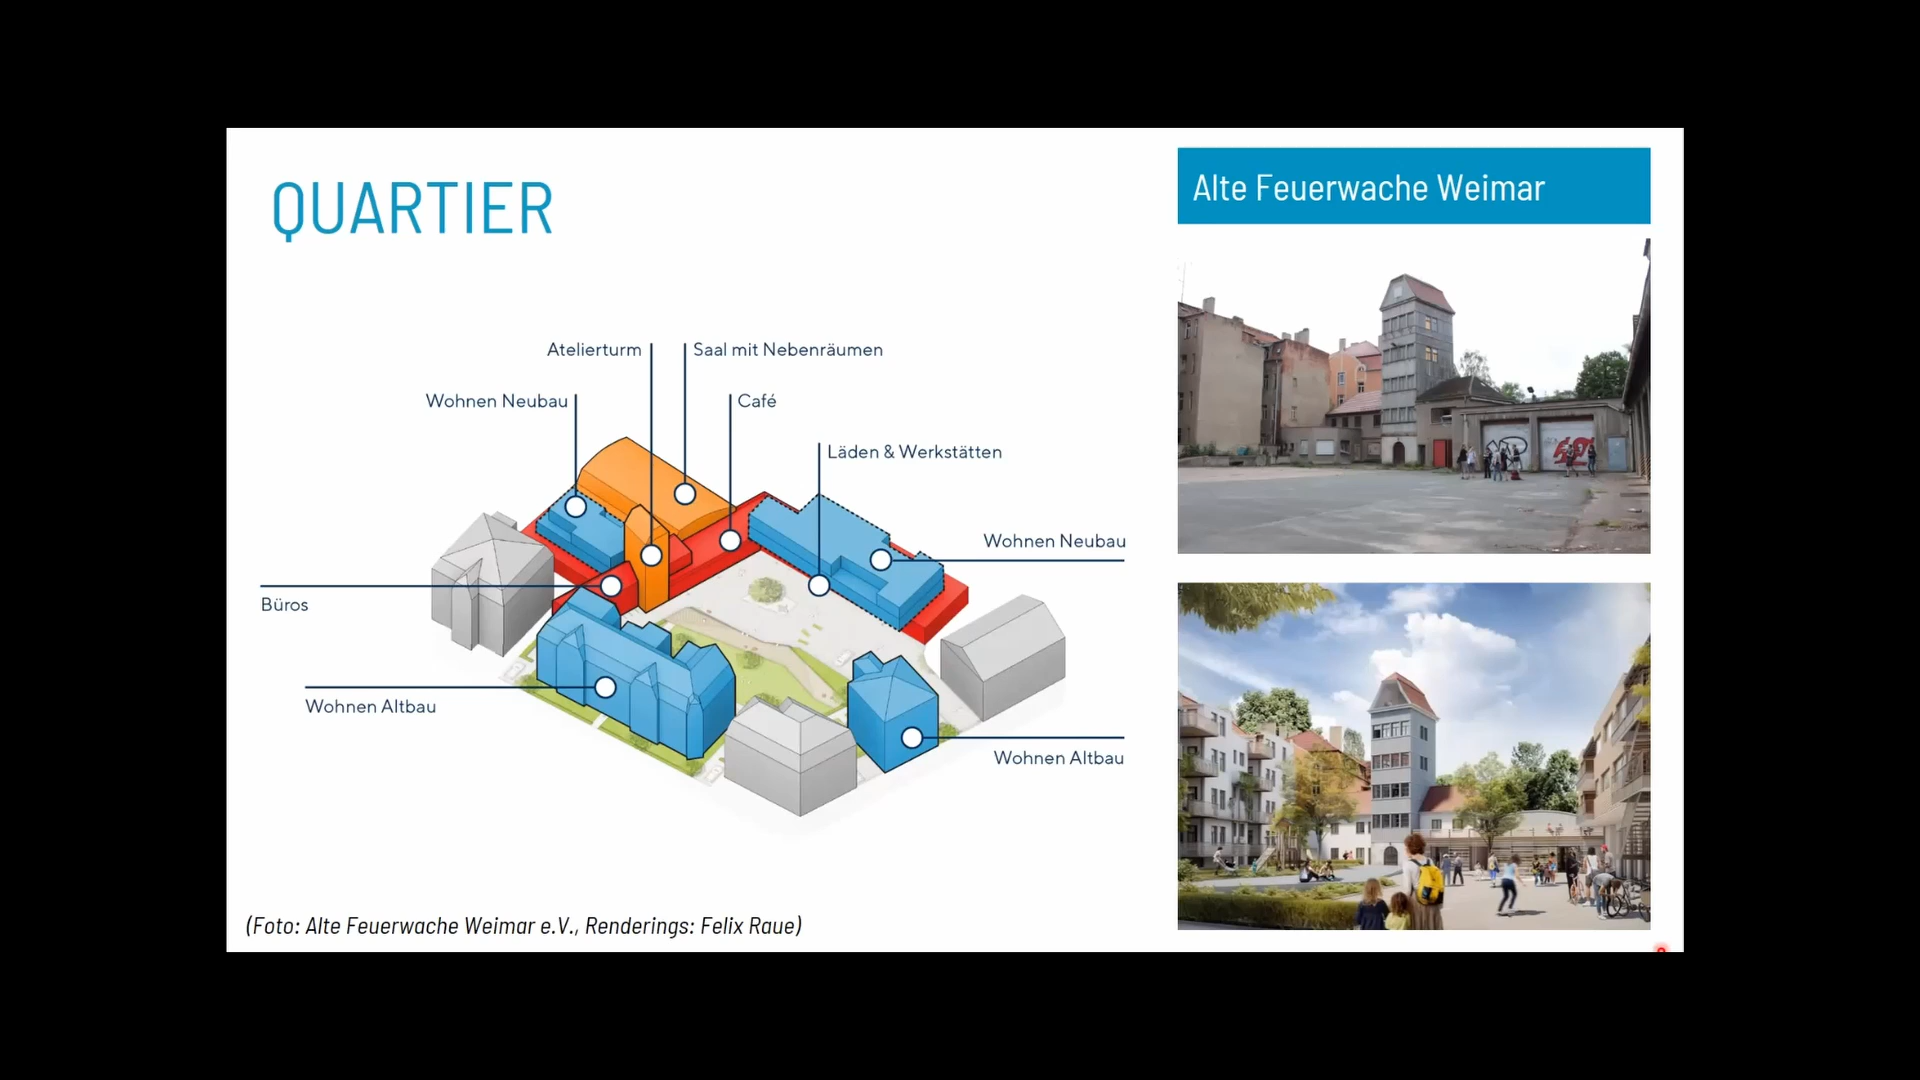 QUARTIER
Alte Feuerwache Weimar
Atelierturm
Saal mit Nebenräumen
Wohnen Neubau
Café
Läden & Werkstätten
Wohnen Neubau
Büros
Wohnen Altbau
Wohnen Altbau
(Foto: Alte Feuerwache Weimar e.V., Renderings: Felix Raue)